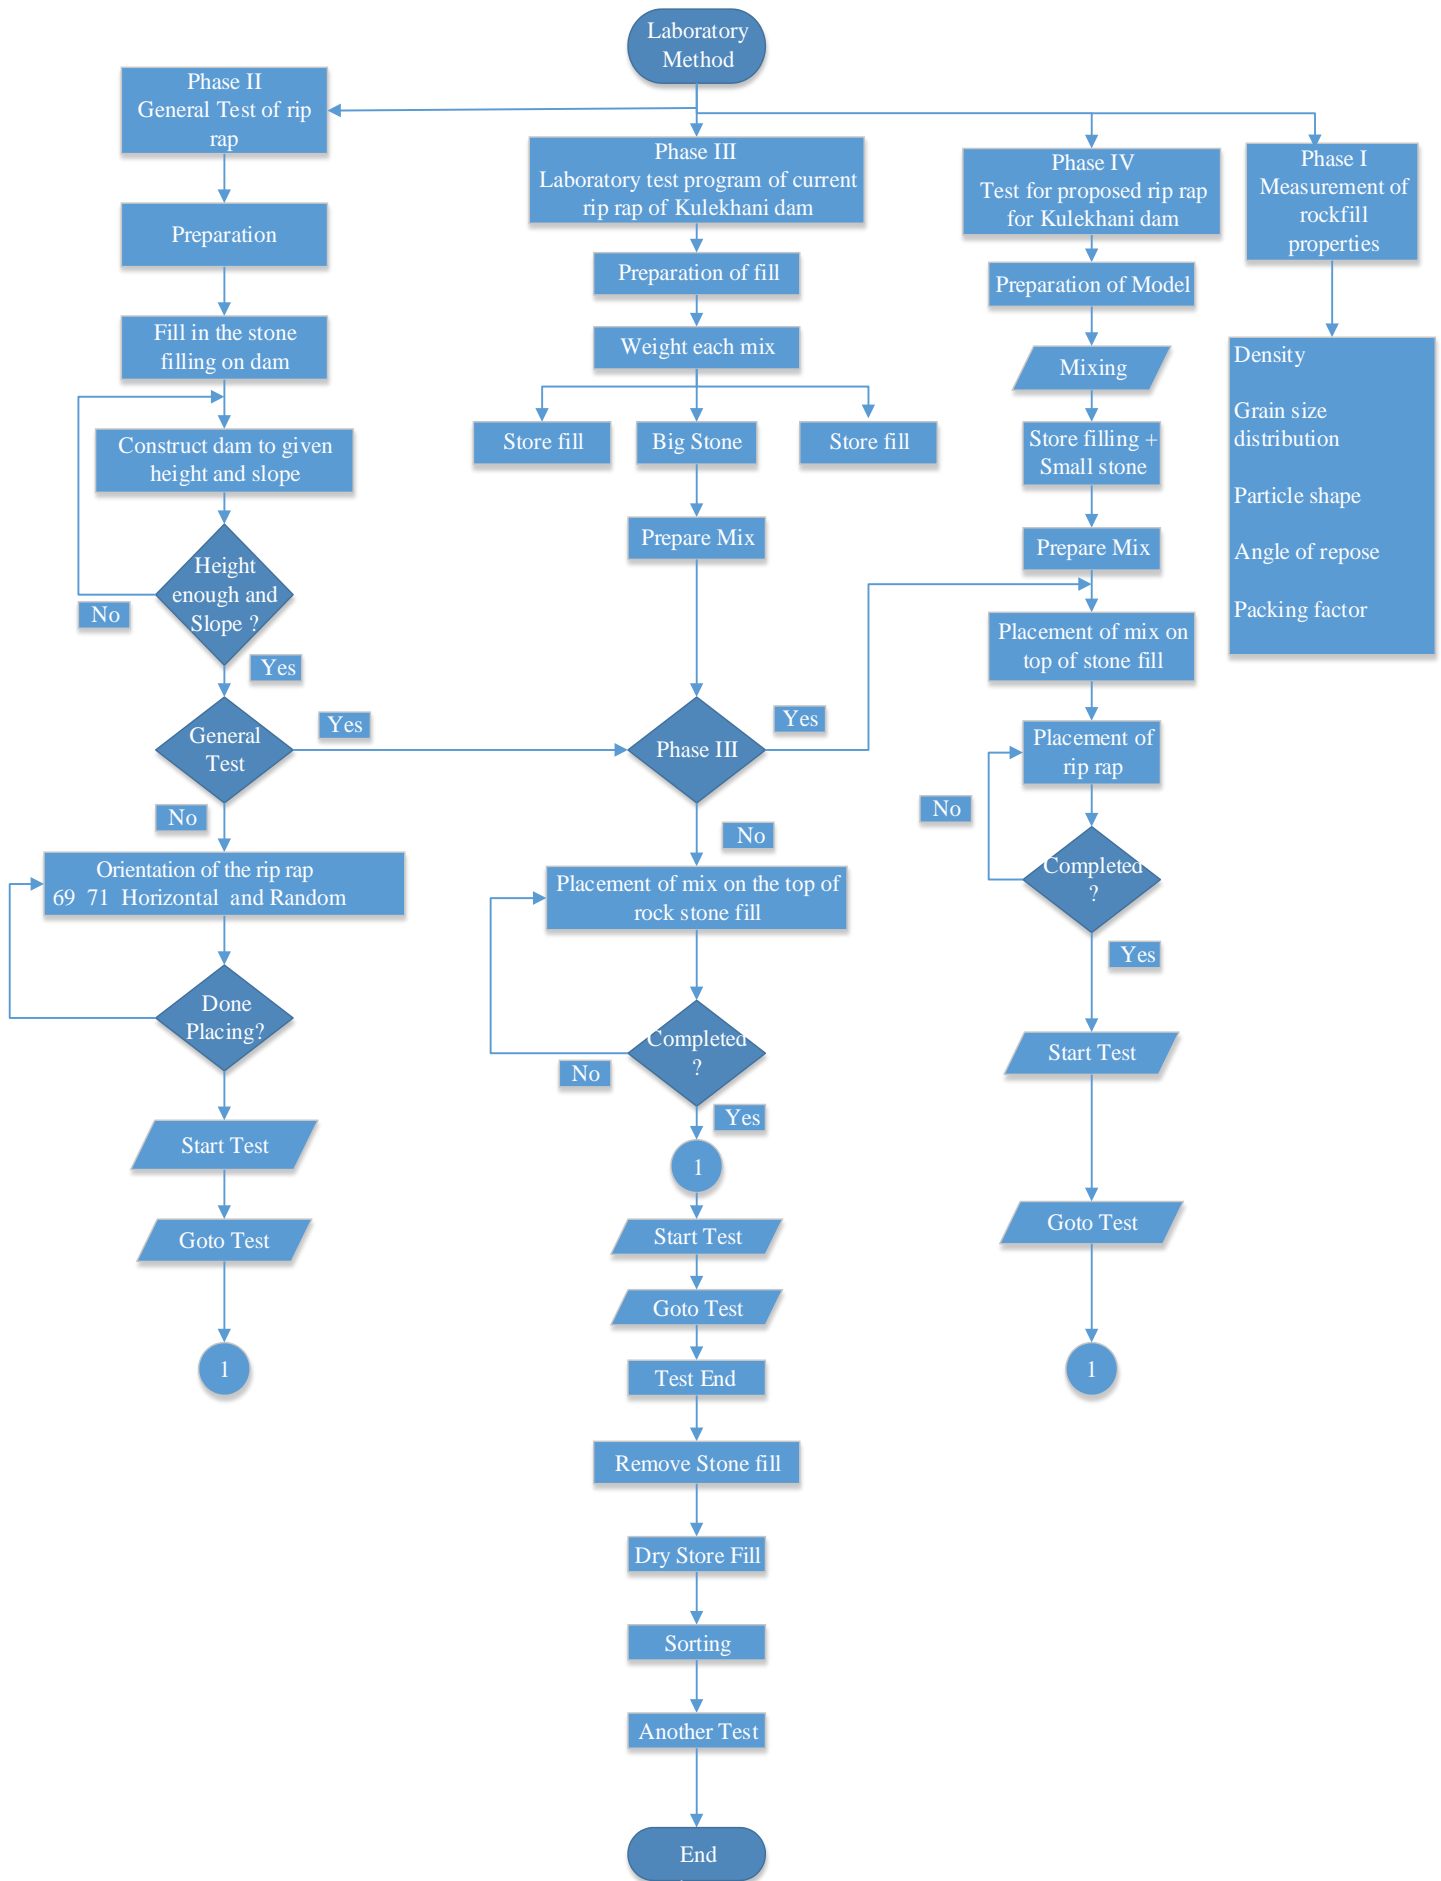 Laboratory
Method
Phase II
General Test of rip
rap
Preparation
Fill in the stone
filling on dam
Construct dam to given
height and slope
Height
enough and
Slope ?
No
Yes
General
Test
Yes
No
Orientation of the rip rap
69 71 Horizontal and Random
Done
Placing?
Start Test
Goto Test
1
Phase III
Laboratory test program of current
rip rap of Kulekhani dam
Preparation of fill
Weight each mix
Store fill
Big Stone
Store fill
Prepare Mix
Phase III
Yes
No
Placement of mix on the top of
rock stone fill
Completed
?
No
Yes
1
Start Test
Goto Test
Test End
Remove Stone fill
Dry Store Fill
Sorting
Another Test
End
Phase IV
Test for proposed rip rap
for Kulekhani dam
Preparation of Model
Mixing
Store filling +
Small stone
Prepare Mix
Placement of mix on
top of stone fill
Placement of
rip rap
No
Completed
?
Yes
Start Test
Goto Test
1
Phase I
Measurement of
rockfill
properties
Density
Grain size
distribution
Particle shape
Angle of repose
Packing factor